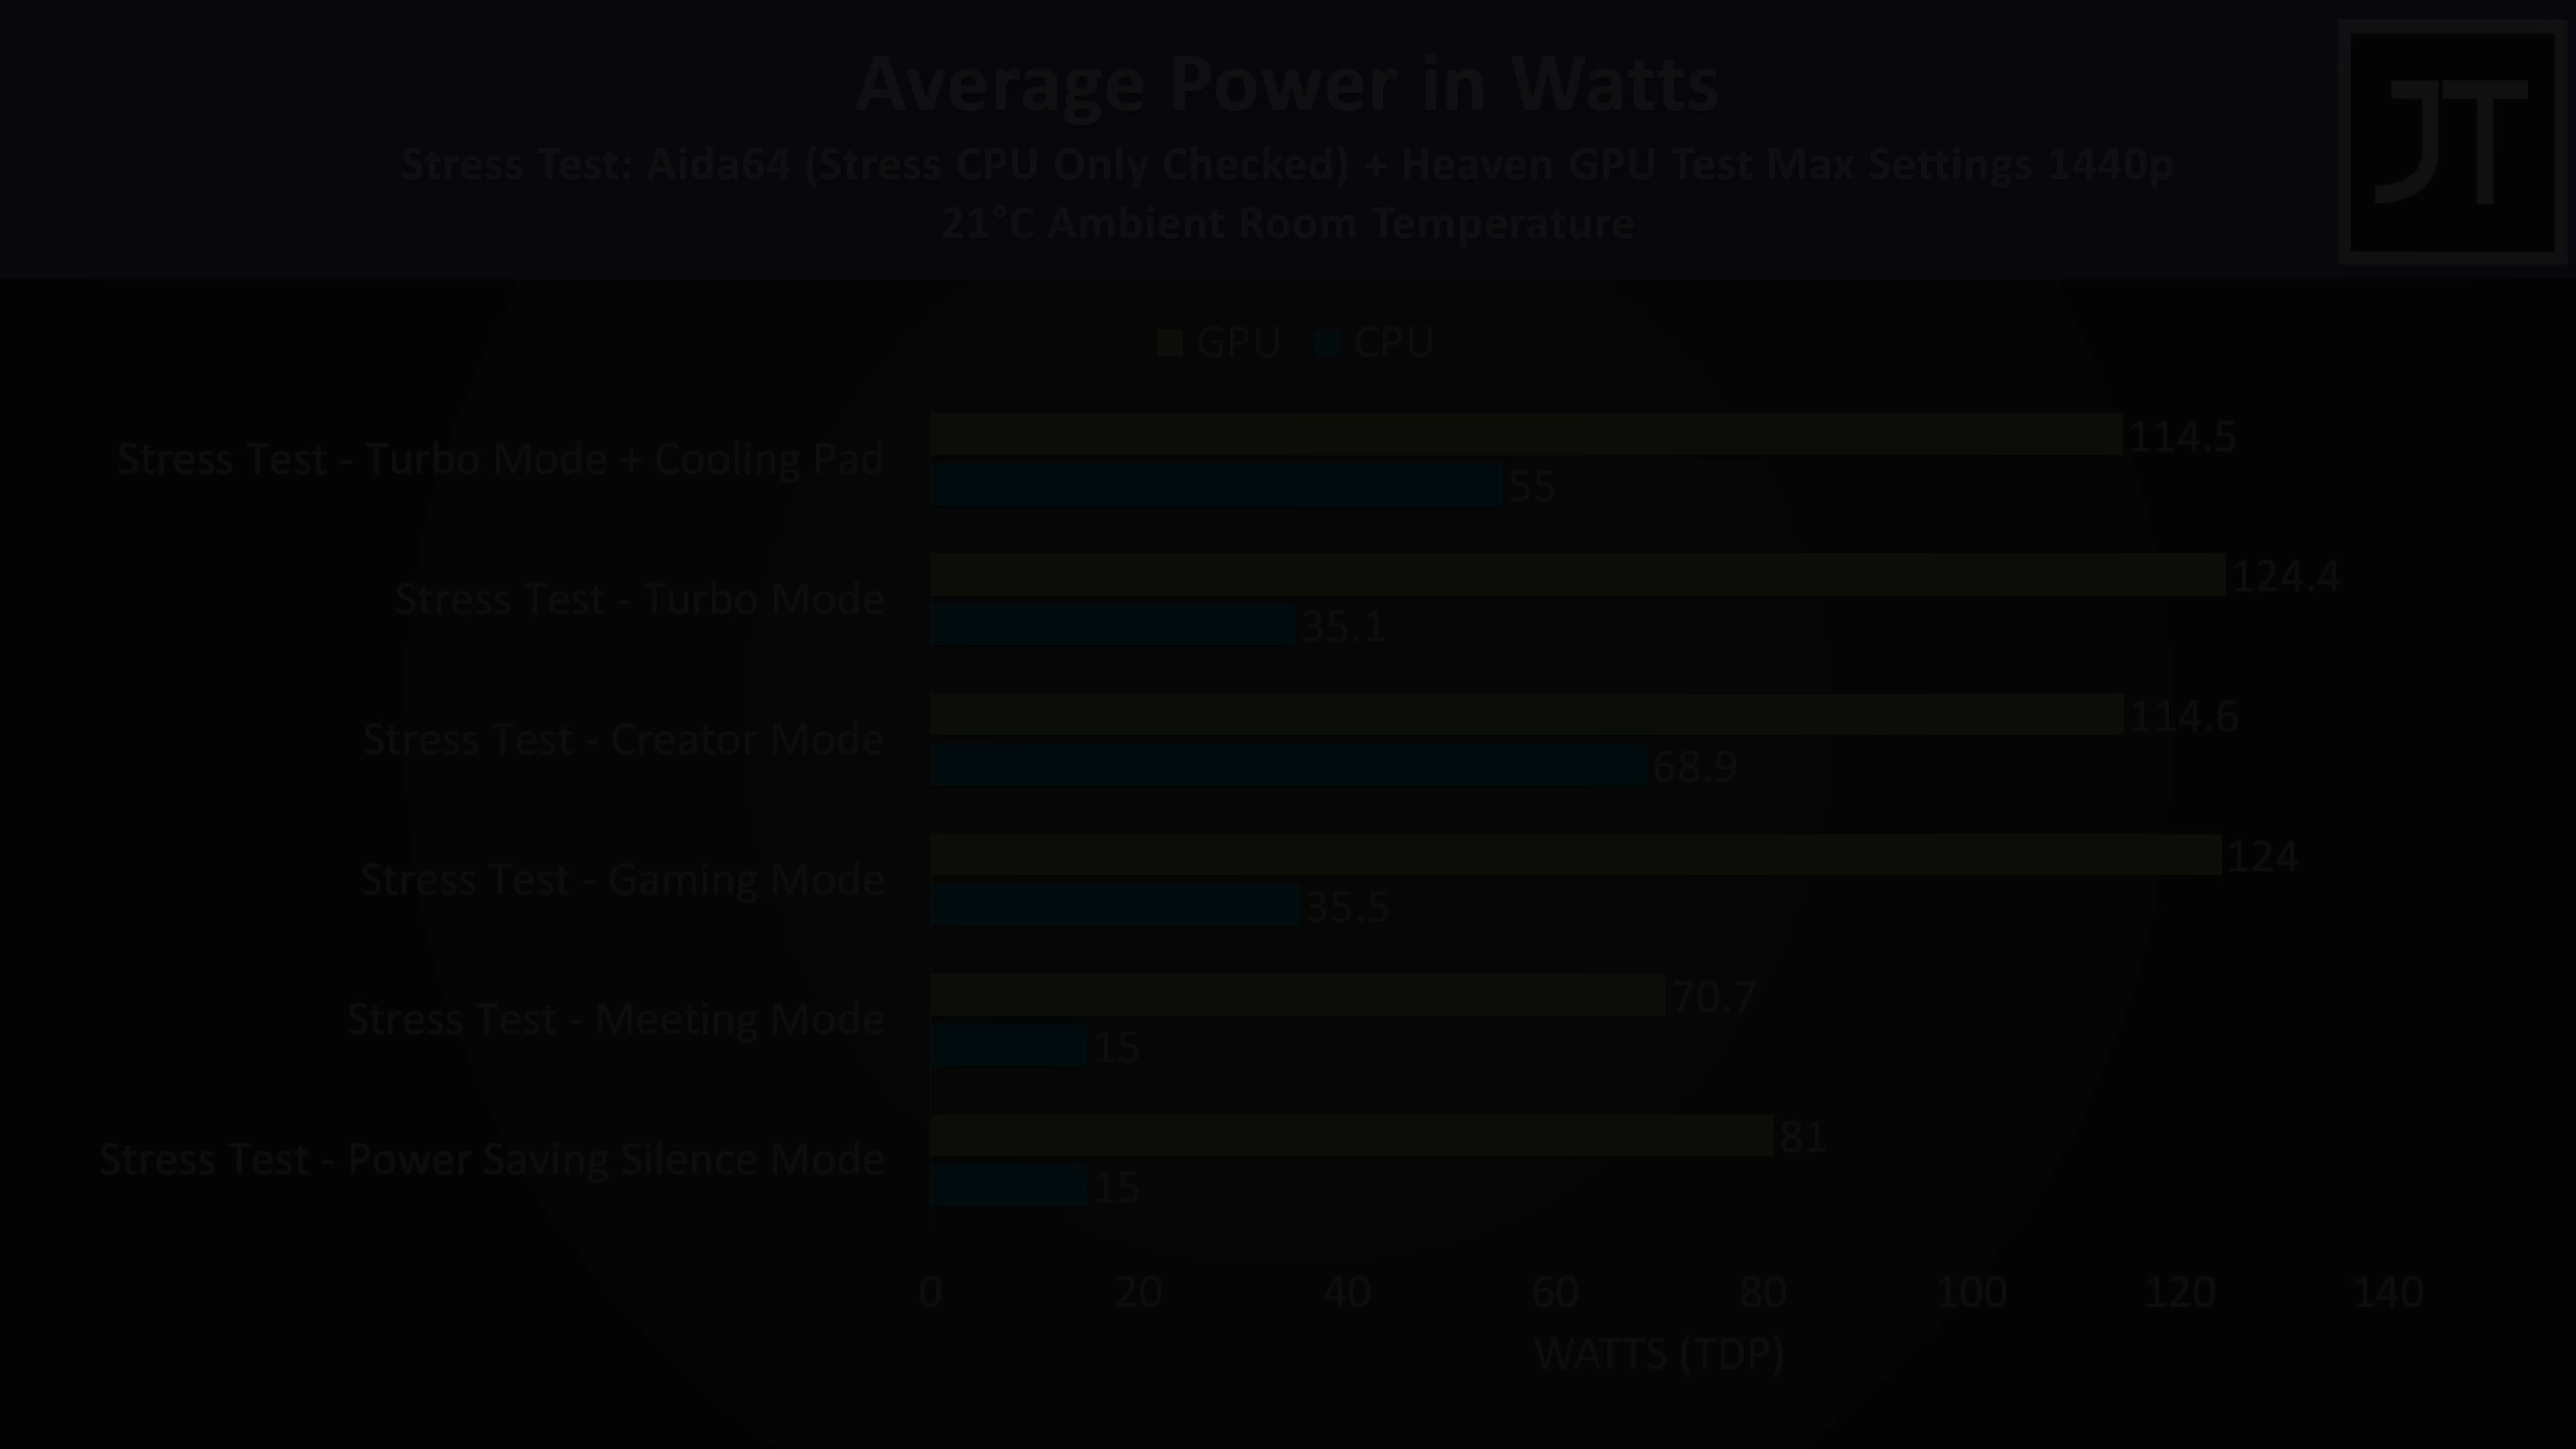 Average Power in Watts
JT
Stress Test: Aida64 (Stress CPU Only Checked) + Heaven GPU Test Max Settings 1440p
21°C Ambient Room Temperature
GPU CPU
Stress Test - Turbo Mode + Cooling Pad
114.5
55
Stress Test - Turbo Mode
124.4
35.1
Stress Test - Creator Mode
114.6
68.9
Stress Test - Gaming Mode
124
35.5
Stress Test - Meeting Mode
70.7
15
Stress Test - Power Saving Silence Mode
81
15
0 20 40 60 80 100 120 140
WATTS (TDP)